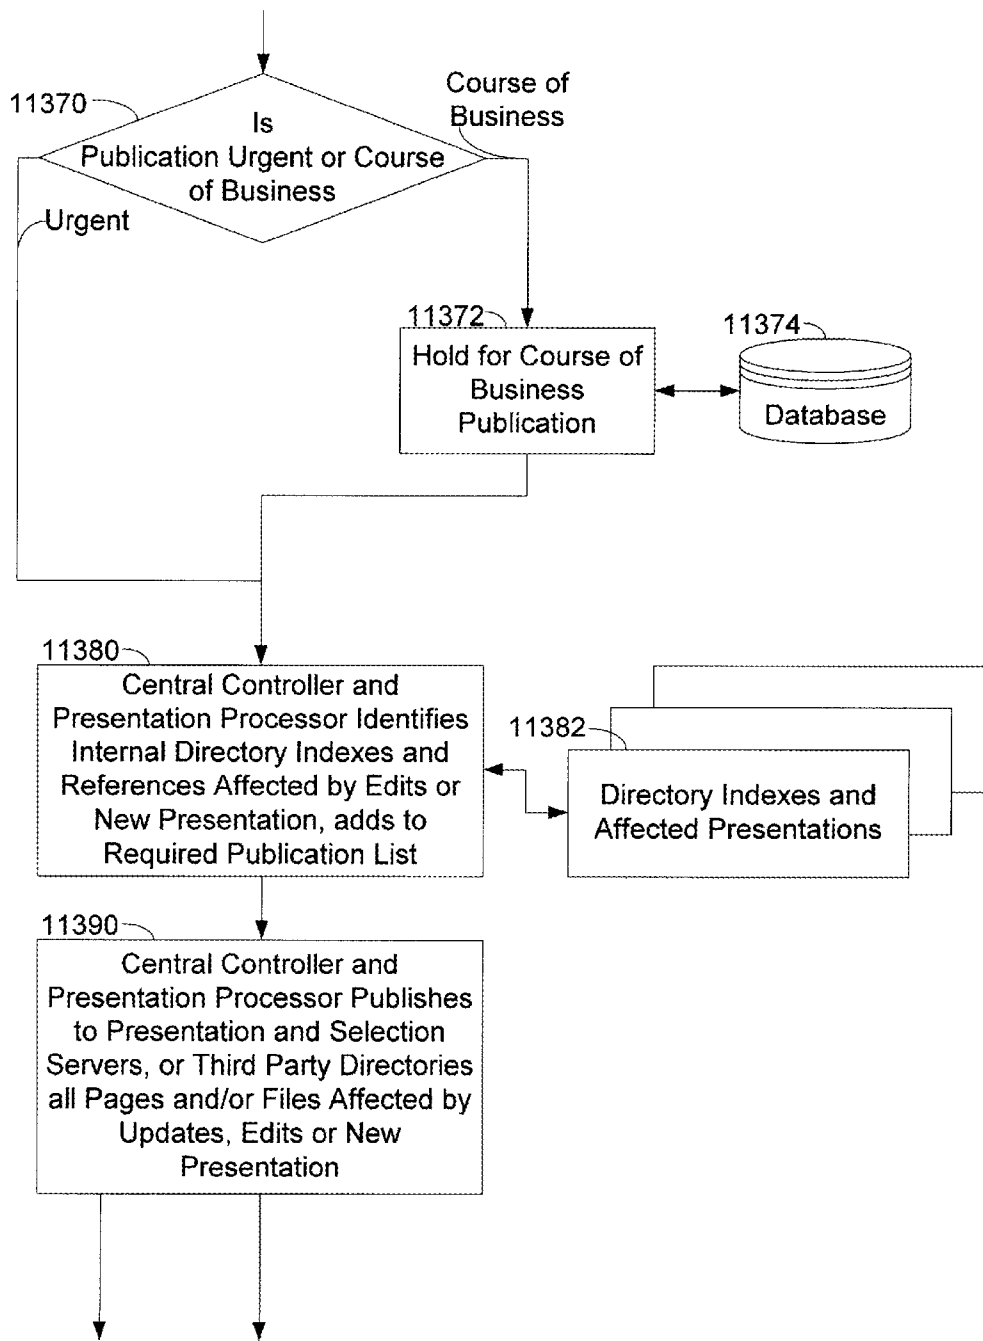 11370
Is
Publication Urgent or Course
of Business
Course of
Business
Urgent
11372
Hold for Course of
Business
Publication
11374
Database
11380
Central Controller and
Presentation Processor Identifies
Internal Directory Indexes and
References Affected by Edits or
New Presentation, adds to
Required Publication List
11382
Directory Indexes and
Affected Presentations
11390
Central Controller and
Presentation Processor Publishes
to Presentation and Selection
Servers, or Third Party Directories
all Pages and/or Files Affected by
Updates, Edits or New
Presentation